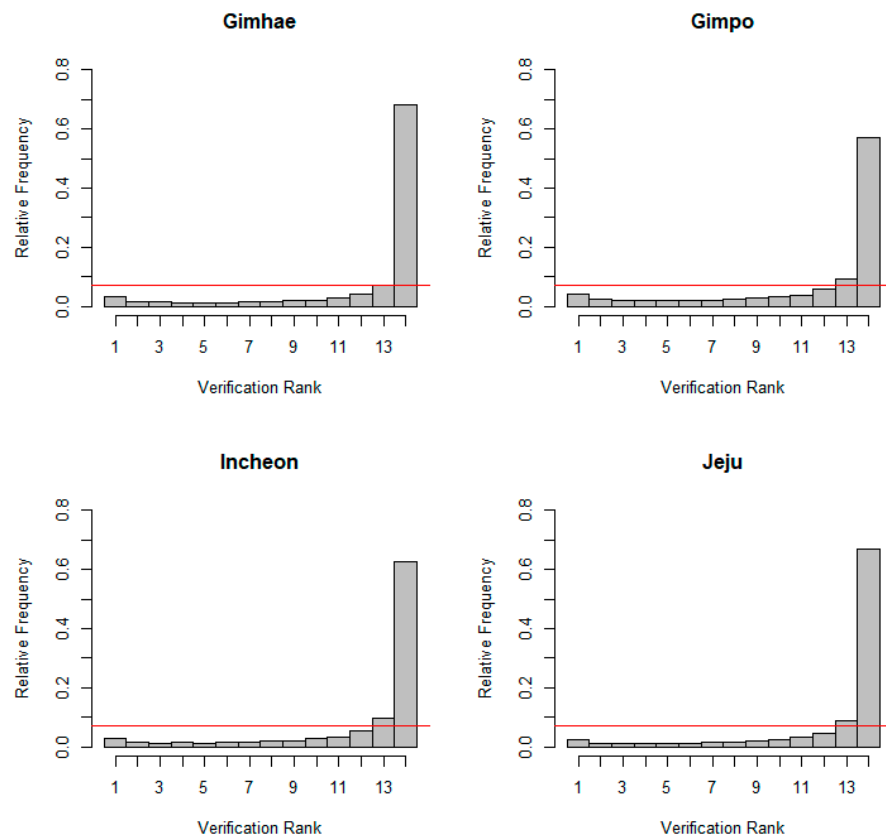 Gimhae
Relative Frequency
0.0 0.2 0.4 0.6 0.8
1 3 5 7 9 11 13
Verification Rank
Gimpo
Relative Frequency
0.0 0.2 0.4 0.6 0.8
1 3 5 7 9 11 13
Verification Rank
Incheon
Relative Frequency
0.0 0.2 0.4 0.6 0.8
1 3 5 7 9 11 13
Verification Rank
Jeju
Relative Frequency
0.0 0.2 0.4 0.6 0.8
1 3 5 7 9 11 13
Verification Rank